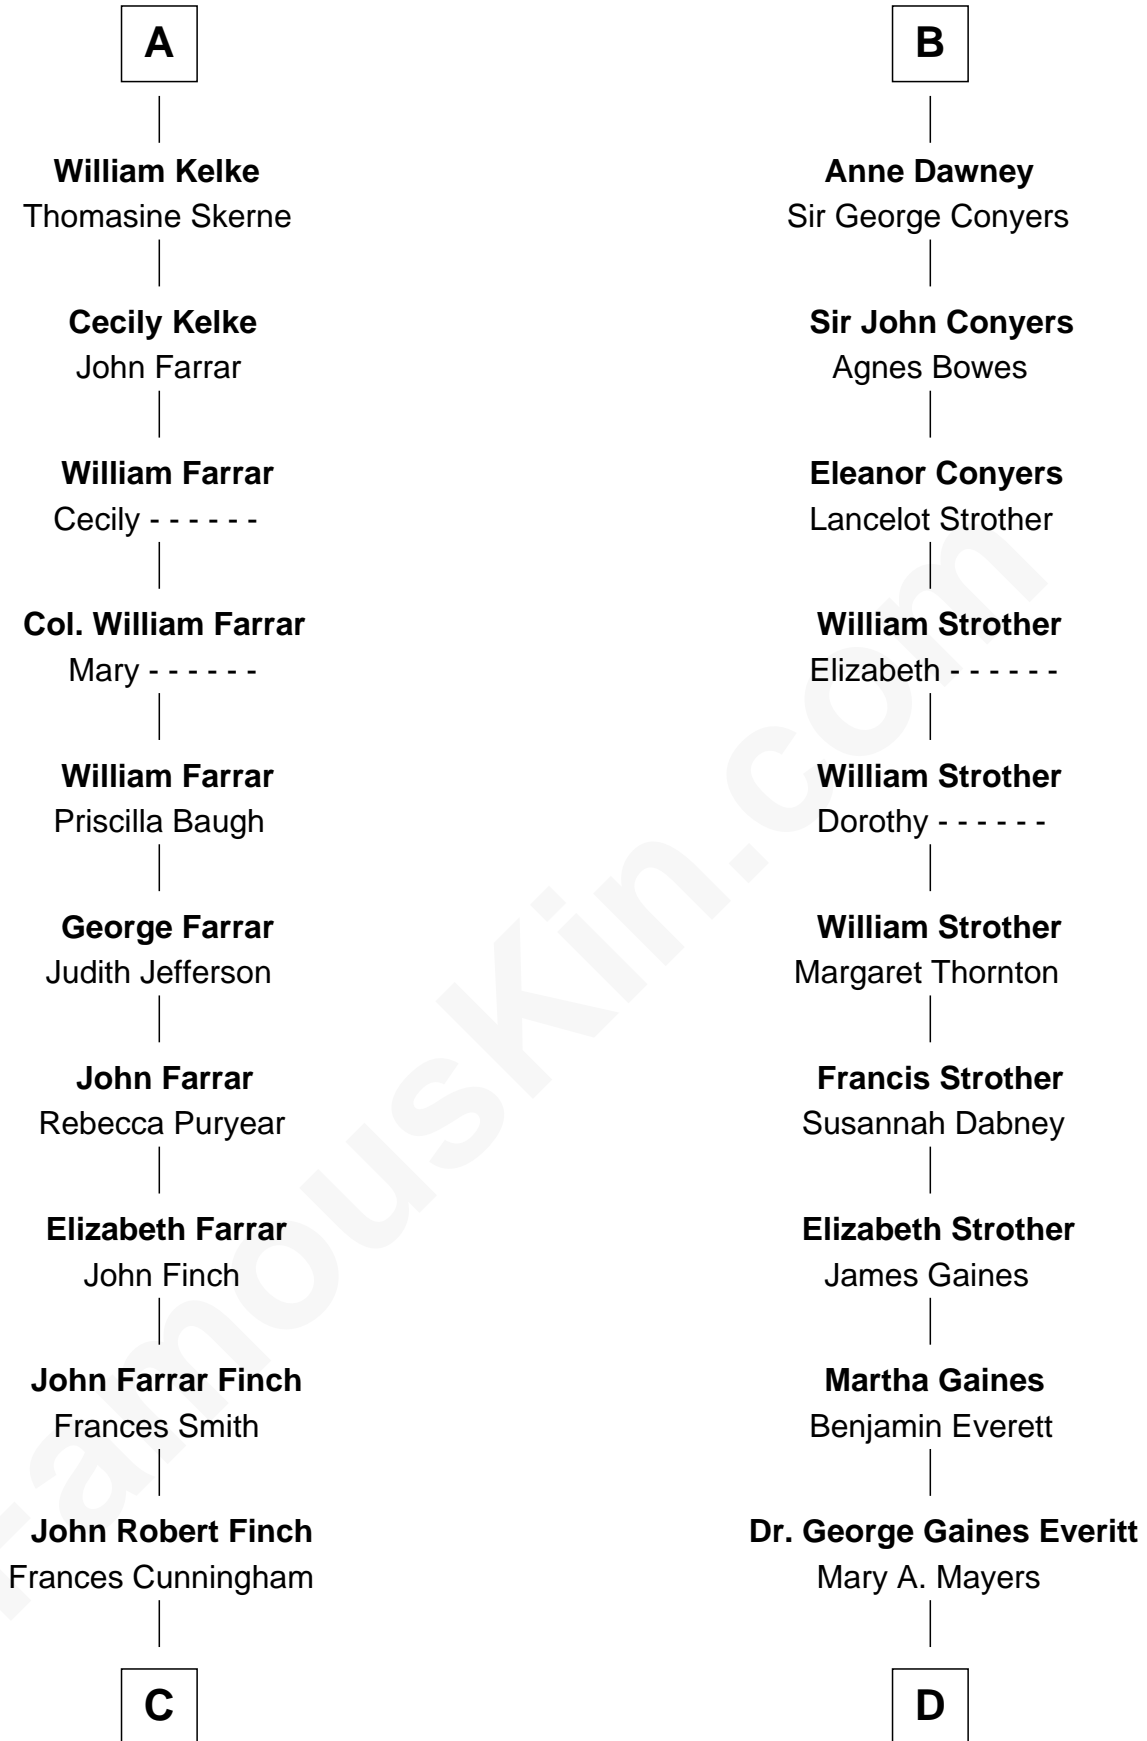 A
William Kelke
Thomasine Skerne
Cecily Kelke
John Farrar
William Farrar
Cecily - - - - - -
Col. William Farrar
Mary - - - - - -
William Farrar
Priscilla Baugh
George Farrar
Judith Jefferson
John Farrar
Rebecca Puryear
Elizabeth Farrar
John Finch
John Farrar Finch
Frances Smith
John Robert Finch
Frances Cunningham
C
B
Anne Dawney
Sir George Conyers
Sir John Conyers
Agnes Bowes
Eleanor Conyers
Lancelot Strother
William Strother
Elizabeth - - - - - -
William Strother
Dorothy - - - - - -
William Strother
Margaret Thornton
Francis Strother
Susannah Dabney
Elizabeth Strother
James Gaines
Martha Gaines
Benjamin Everett
Dr. George Gaines Everitt
Mary A. Mayers
D
FamousKin.com